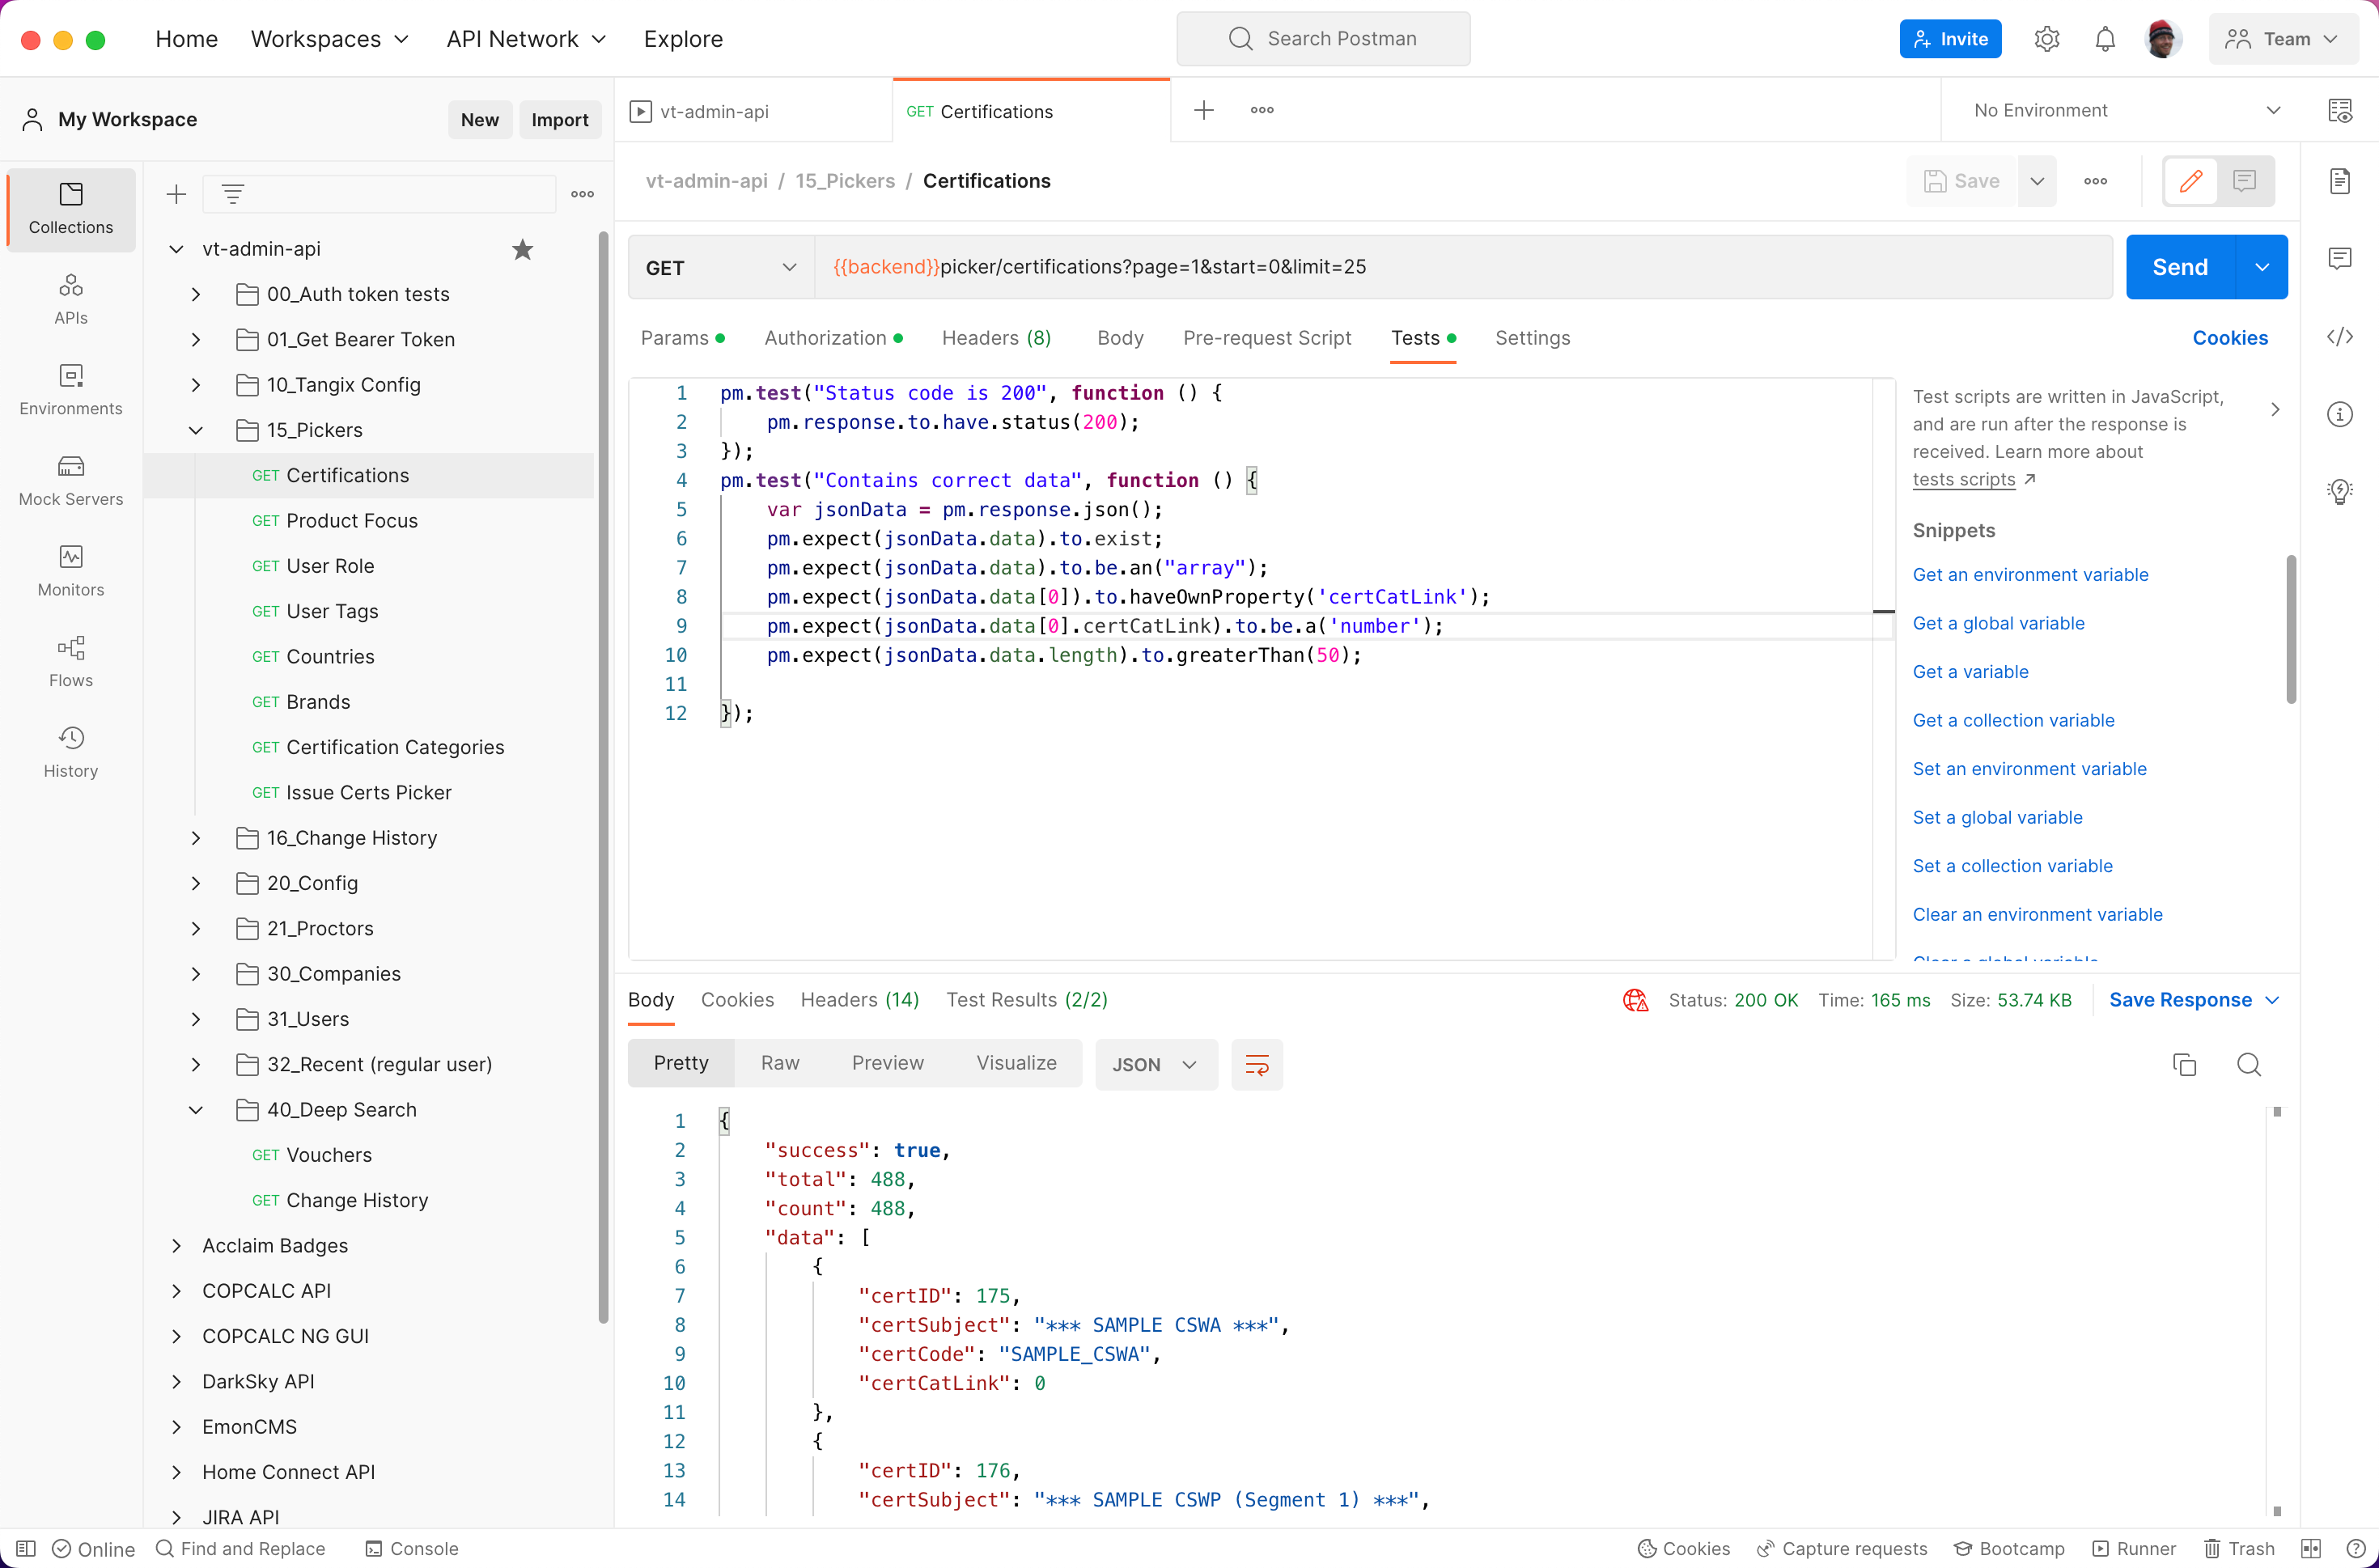 Home Workspaces API Network Explore Search Postman Invite Team
My Workspace New Import
vt-admin-api GET Certifications No Environment
Collections
APIs
Environments
Mock Servers
Monitors
Flows
History
vt-admin-api
00_Auth token tests
01_Get Bearer Token
10_Tangix Config
15_Pickers
GET Certifications
GET Product Focus
GET User Role
GET User Tags
GET Countries
GET Brands
GET Certification Categories
GET Issue Certs Picker
16_Change History
20_Config
21_Proctors
30_Companies
31_Users
32_Recent (regular user)
40_Deep Search
GET Vouchers
GET Change History
Acclaim Badges
COPCALC API
COPCALC NG GUI
DarkSky API
EmonCMS
Home Connect API
JIRA API
vt-admin-api / 15_Pickers / Certifications Save
GET {{backend}}picker/certifications?page=1&start=0&limit=25 Send
Params Authorization Headers (8) Body Pre-request Script Tests Settings Cookies
1 pm.test("Status code is 200", function () {
2 pm.response.to.have.status(200);
3 });
4 pm.test("Contains correct data", function () {
5 var jsonData = pm.response.json();
6 pm.expect(jsonData.data).to.exist;
7 pm.expect(jsonData.data).to.be.an("array");
8 pm.expect(jsonData.data[0]).to.haveOwnProperty('certCatLink');
9 pm.expect(jsonData.data[0].certCatLink).to.be.a('number');
10 pm.expect(jsonData.data.length).to.greaterThan(50);
11
12 });
Test scripts are written in JavaScript,
and are run after the response is
received. Learn more about
tests scripts
Snippets
Get an environment variable
Get a global variable
Get a variable
Get a collection variable
Set an environment variable
Set a global variable
Set a collection variable
Clear an environment variable
Clear a global variable
Body Cookies Headers (14) Test Results (2/2) Status: 200 OK Time: 165 ms Size: 53.74 KB Save Response
Pretty Raw Preview Visualize JSON
1 {
2 "success": true,
3 "total": 488,
4 "count": 488,
5 "data": [
6 {
7 "certID": 175,
8 "certSubject": "*** SAMPLE CSWA ***",
9 "certCode": "SAMPLE_CSWA",
10 "certCatLink": 0
11 },
12 {
13 "certID": 176,
14 "certSubject": "*** SAMPLE CSWP (Segment 1) ***",
Online Find and Replace Console Cookies Capture requests Bootcamp Runner Trash